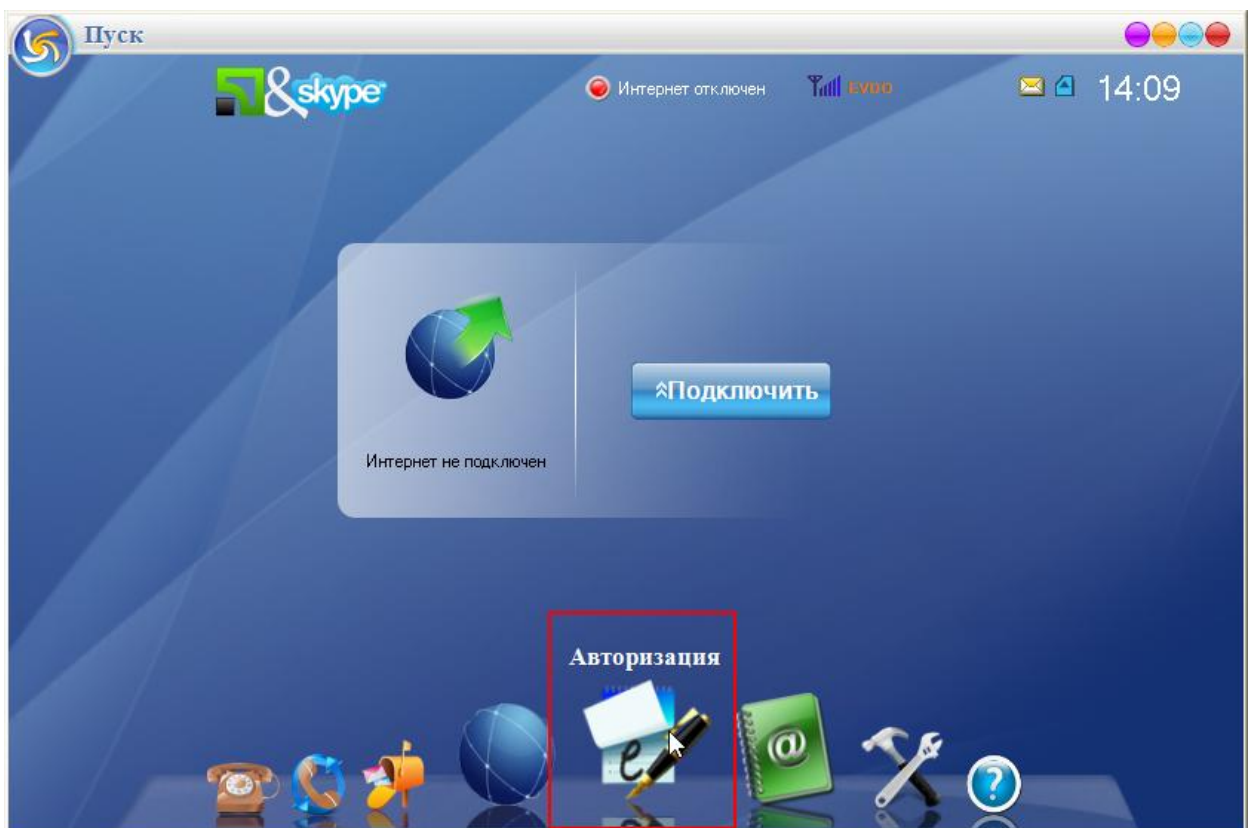 Пуск
&skype
Интернет отключен
EVDO
14:09
Подключить
Интернет не подключен
Авторизация